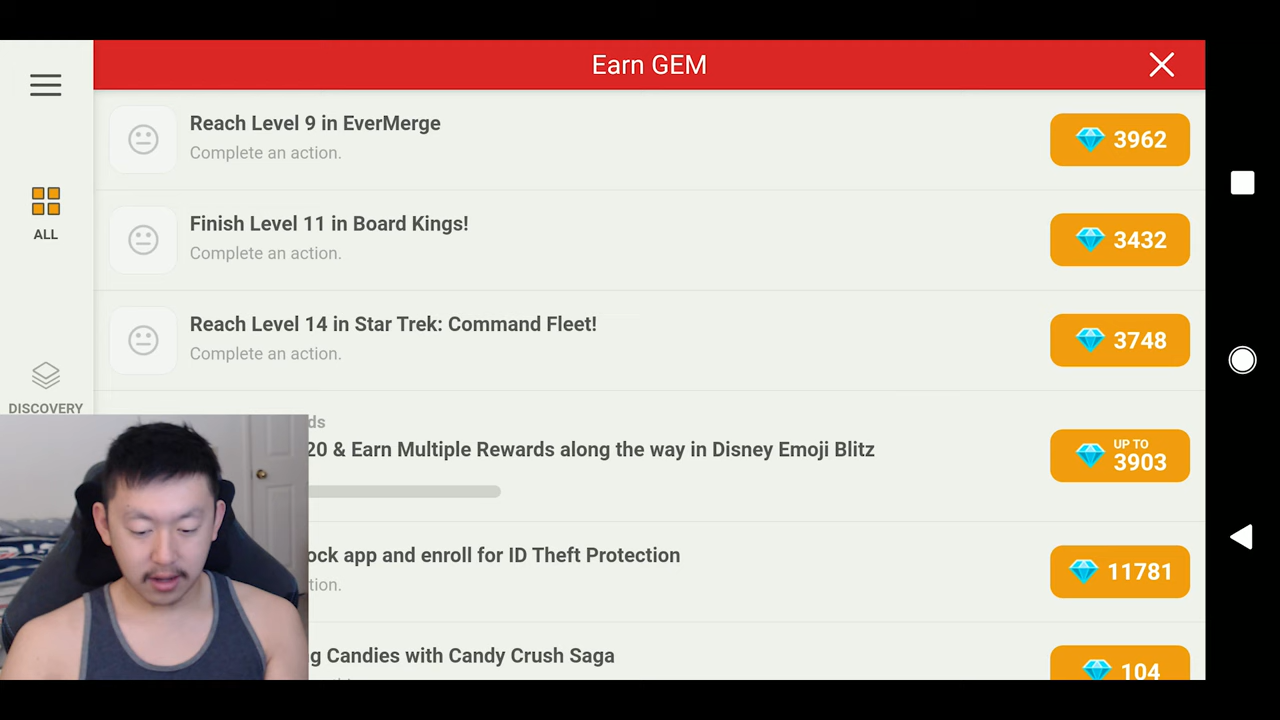 Earn GEM
ALL
DISCOVERY
Reach Level 9 in EverMerge
Complete an action.
3962
Finish Level 11 in Board Kings!
Complete an action.
3432
Reach Level 14 in Star Trek: Command Fleet!
Complete an action.
3748
20 & Earn Multiple Rewards along the way in Disney Emoji Blitz
UP TO
3903
app and enroll for ID Theft Protection
11781
Candies with Candy Crush Saga
104